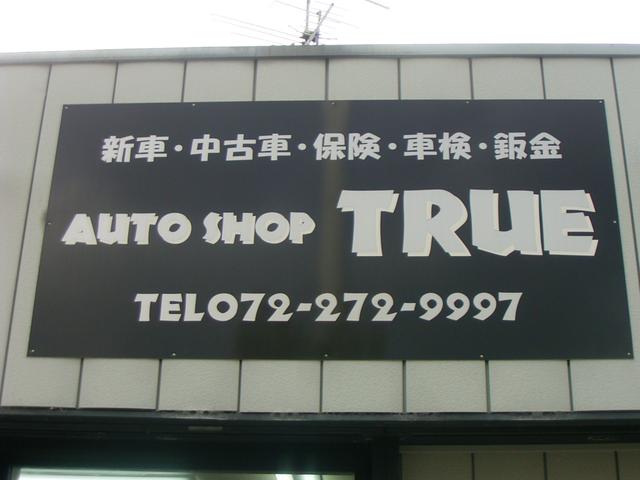 新車・中古車・保険・車検・鈑金
AUTO SHOP TRUE
TEL072-272-9997